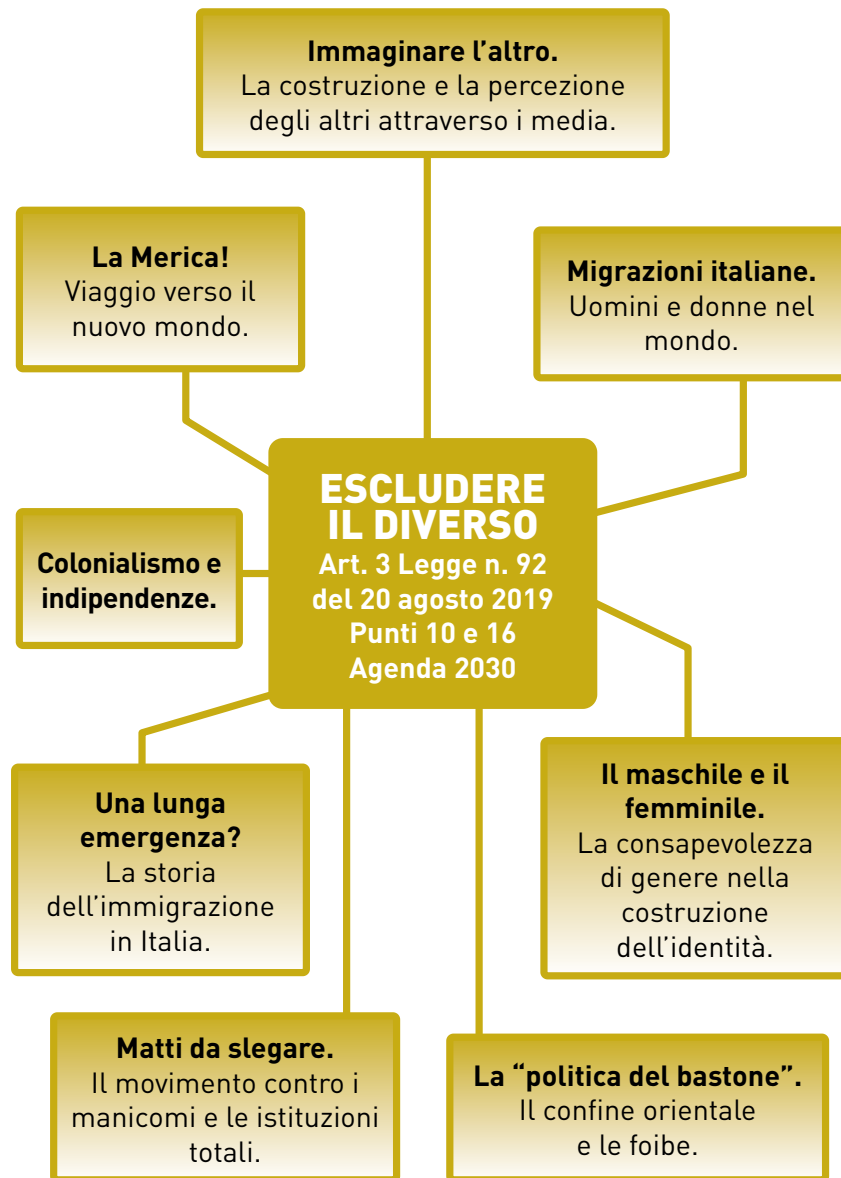 Immaginare l’altro.
La costruzione e la percezione
degli altri attraverso i media.
La Merica!
Viaggio verso il
nuovo mondo.
Migrazioni italiane.
Uomini e donne nel
mondo.
ESCLUDERE
IL DIVERSO
Art. 3 Legge n. 92
del 20 agosto 2019
Punti 10 e 16
Agenda 2030
Colonialismo e
indipendenze.
Una lunga
emergenza?
La storia
dell’immigrazione
in Italia.
Il maschile e il
femminile.
La consapevolezza
di genere nella
costruzione
dell’identità.
Matti da slegare.
Il movimento contro i
manicomi e le istituzioni
totali.
La “politica del bastone”.
Il confine orientale
e le foibe.